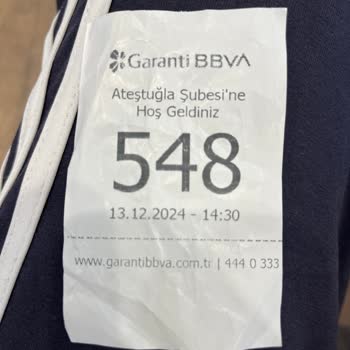 Garanti BBVA
Ateştuğla Şubesi'ne
Hoş Geldiniz
548
13.12.2024 - 14:30
www.garantibbva.com.tr | 444 0 333